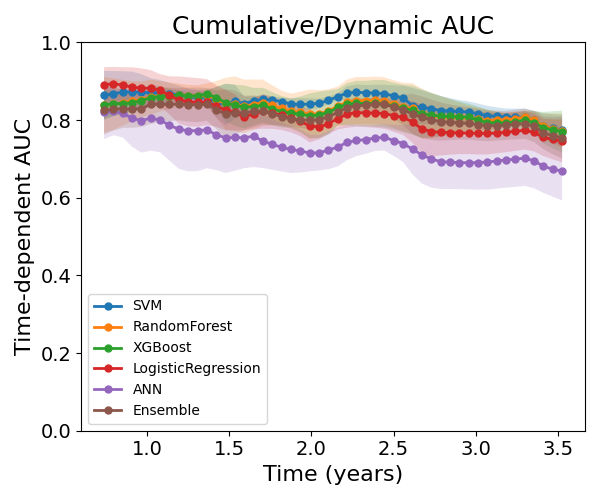 Cumulative/Dynamic AUC
Time-dependent AUC
1.0
0.8
0.6
0.4
0.2
0.0
SVM
RandomForest
XGBoost
LogisticRegression
ANN
Ensemble
1.0 1.5 2.0 2.5 3.0 3.5
Time (years)